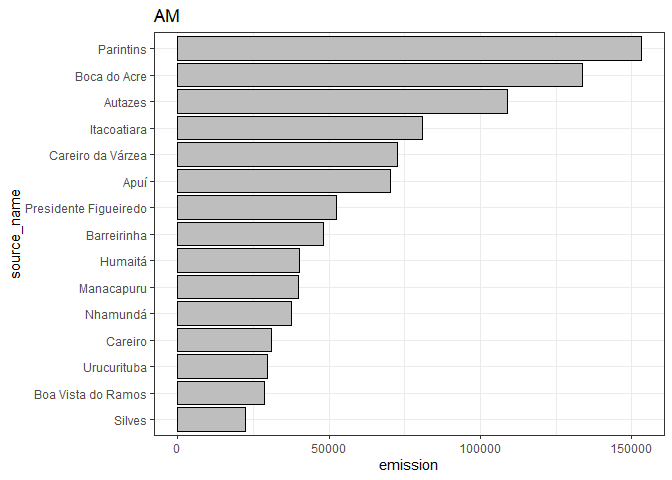 AM
source_name
Parintins
Boca do Acre
Autazes
Itacoatiara
Careiro da Várzea
Apuí
Presidente Figueiredo
Barreirinha
Humaitá
Manacapuru
Nhamundá
Careiro
Urucurituba
Boa Vista do Ramos
Silves
0 50000 100000 150000
emission